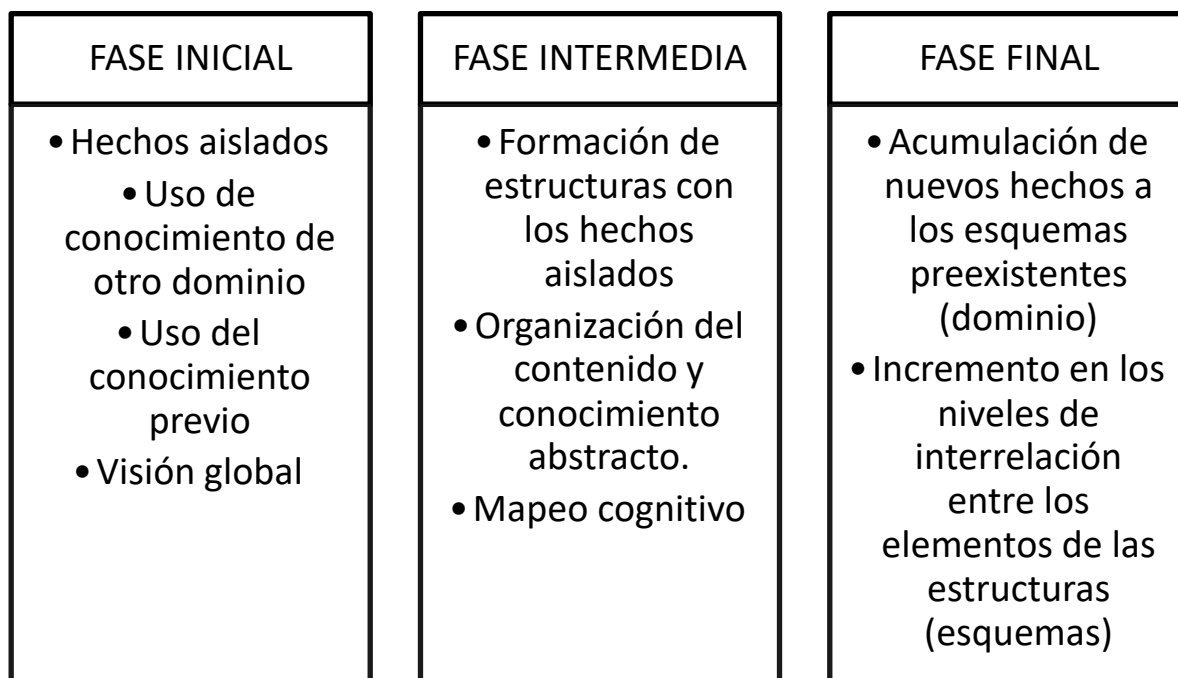 FASE INICIAL
• Hechos aislados
• Uso de
conocimiento de
otro dominio
• Uso del
conocimiento
previo
• Visión global
FASE INTERMEDIA
• Formación de
estructuras con
los hechos
aislados
• Organización del
contenido y
conocimiento
abstracto.
• Mapeo cognitivo
FASE FINAL
• Acumulación de
nuevos hechos a
los esquemas
preexistentes
(dominio)
• Incremento en los
niveles de
interrelación
entre los
elementos de las
estructuras
(esquemas)